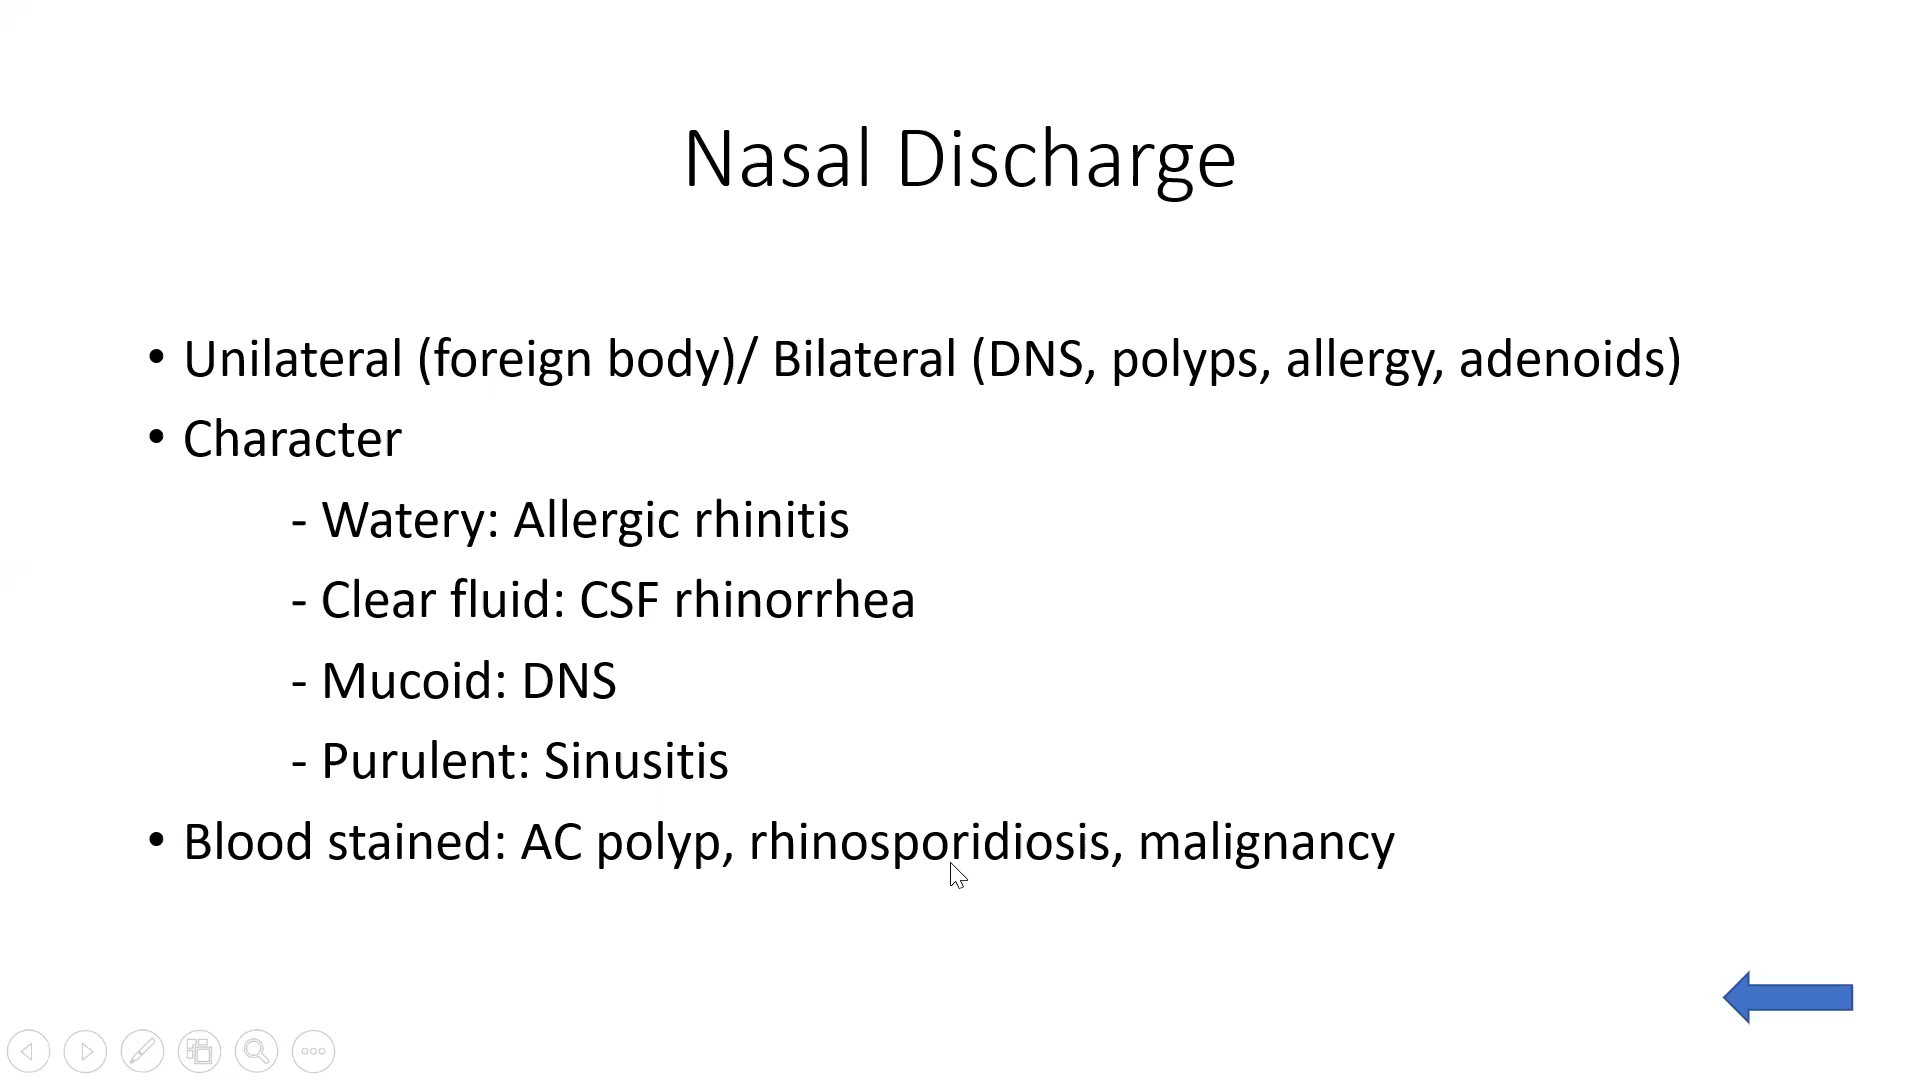 Nasal Discharge
• Unilateral (foreign body)/ Bilateral (DNS, polyps, allergy, adenoids)
• Character
- Watery: Allergic rhinitis
- Clear fluid: CSF rhinorrhea
- Mucoid: DNS
- Purulent: Sinusitis
• Blood stained: AC polyp, rhinosporidiosis, malignancy